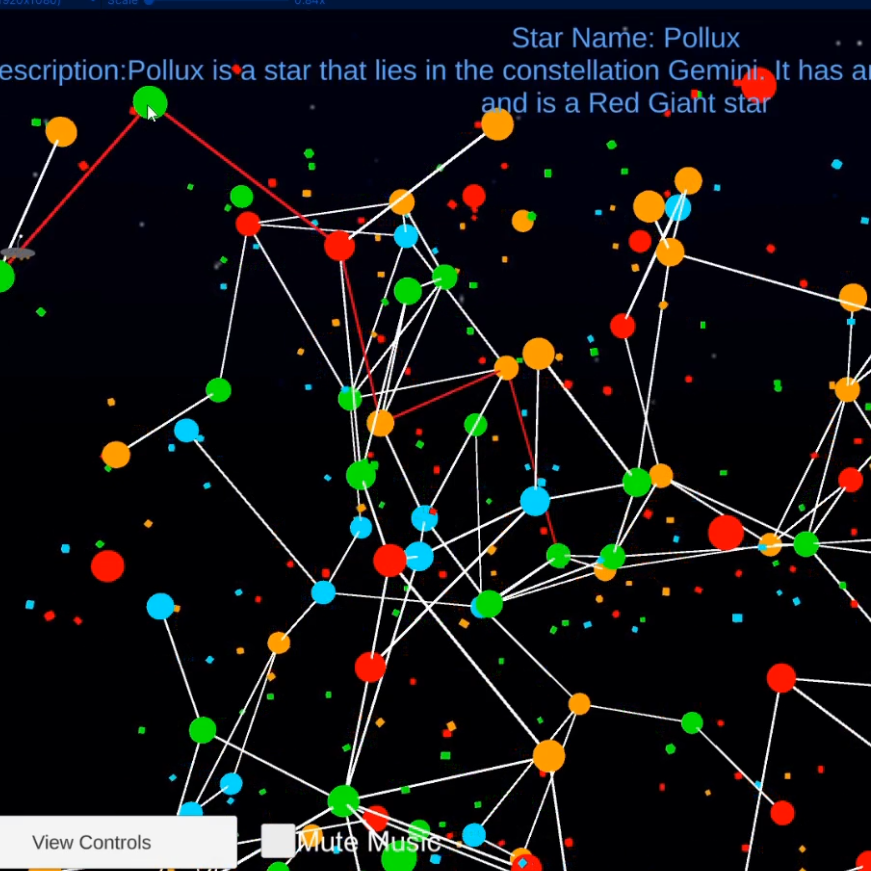 1920x1080) Scale 0.84x
Star Name: Pollux
escription:Pollux is a star that lies in the constellation Gemini. It has a
and is a Red Giant star
View Controls
Mute Music